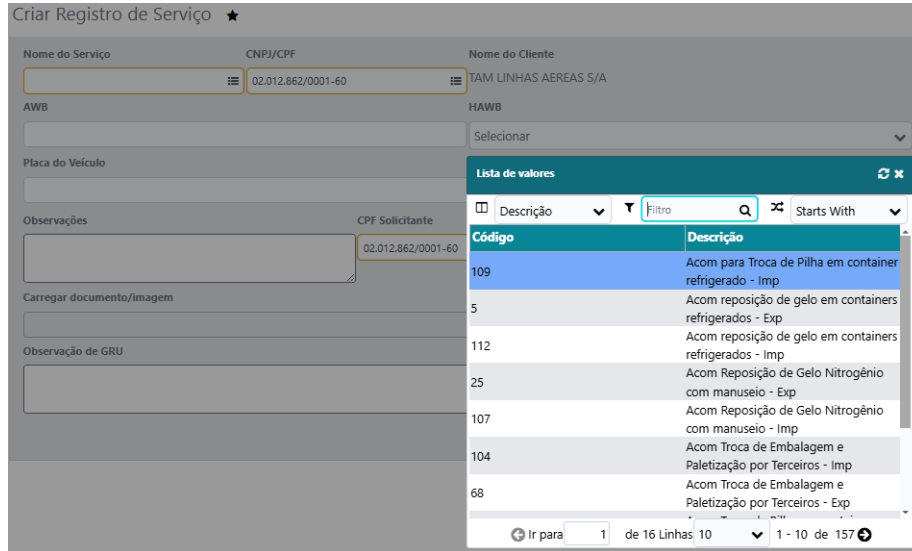 Criar Registro de Serviço
Nome do Serviço
CNPJ/CPF
Nome do Cliente
02.012.862/0001-60
TAM LINHAS AEREAS S/A
AWB
HAWB
Selecionar
Placa do Veículo
Observações
CPF Solicitante
02.012.862/0001-60
Carregar documento/imagem
Observação de GRU
Lista de valores
Descrição
Filtro
Starts With
Código
Descrição
109
Acom para Troca de Pilha em container
refrigerado - Imp
5
Acom reposição de gelo em containers
refrigerados - Exp
112
Acom reposição de gelo em containers
refrigerados - Imp
25
Acom Reposição de Gelo Nitrogênio
com manuseio - Exp
107
Acom Reposição de Gelo Nitrogênio
com manuseio - Imp
104
Acom Troca de Embalagem e
Paletização por Terceiros - Imp
68
Acom Troca de Embalagem e
Paletização por Terceiros - Exp
Ir para 1 de 16 Linhas 10 1 - 10 de 157